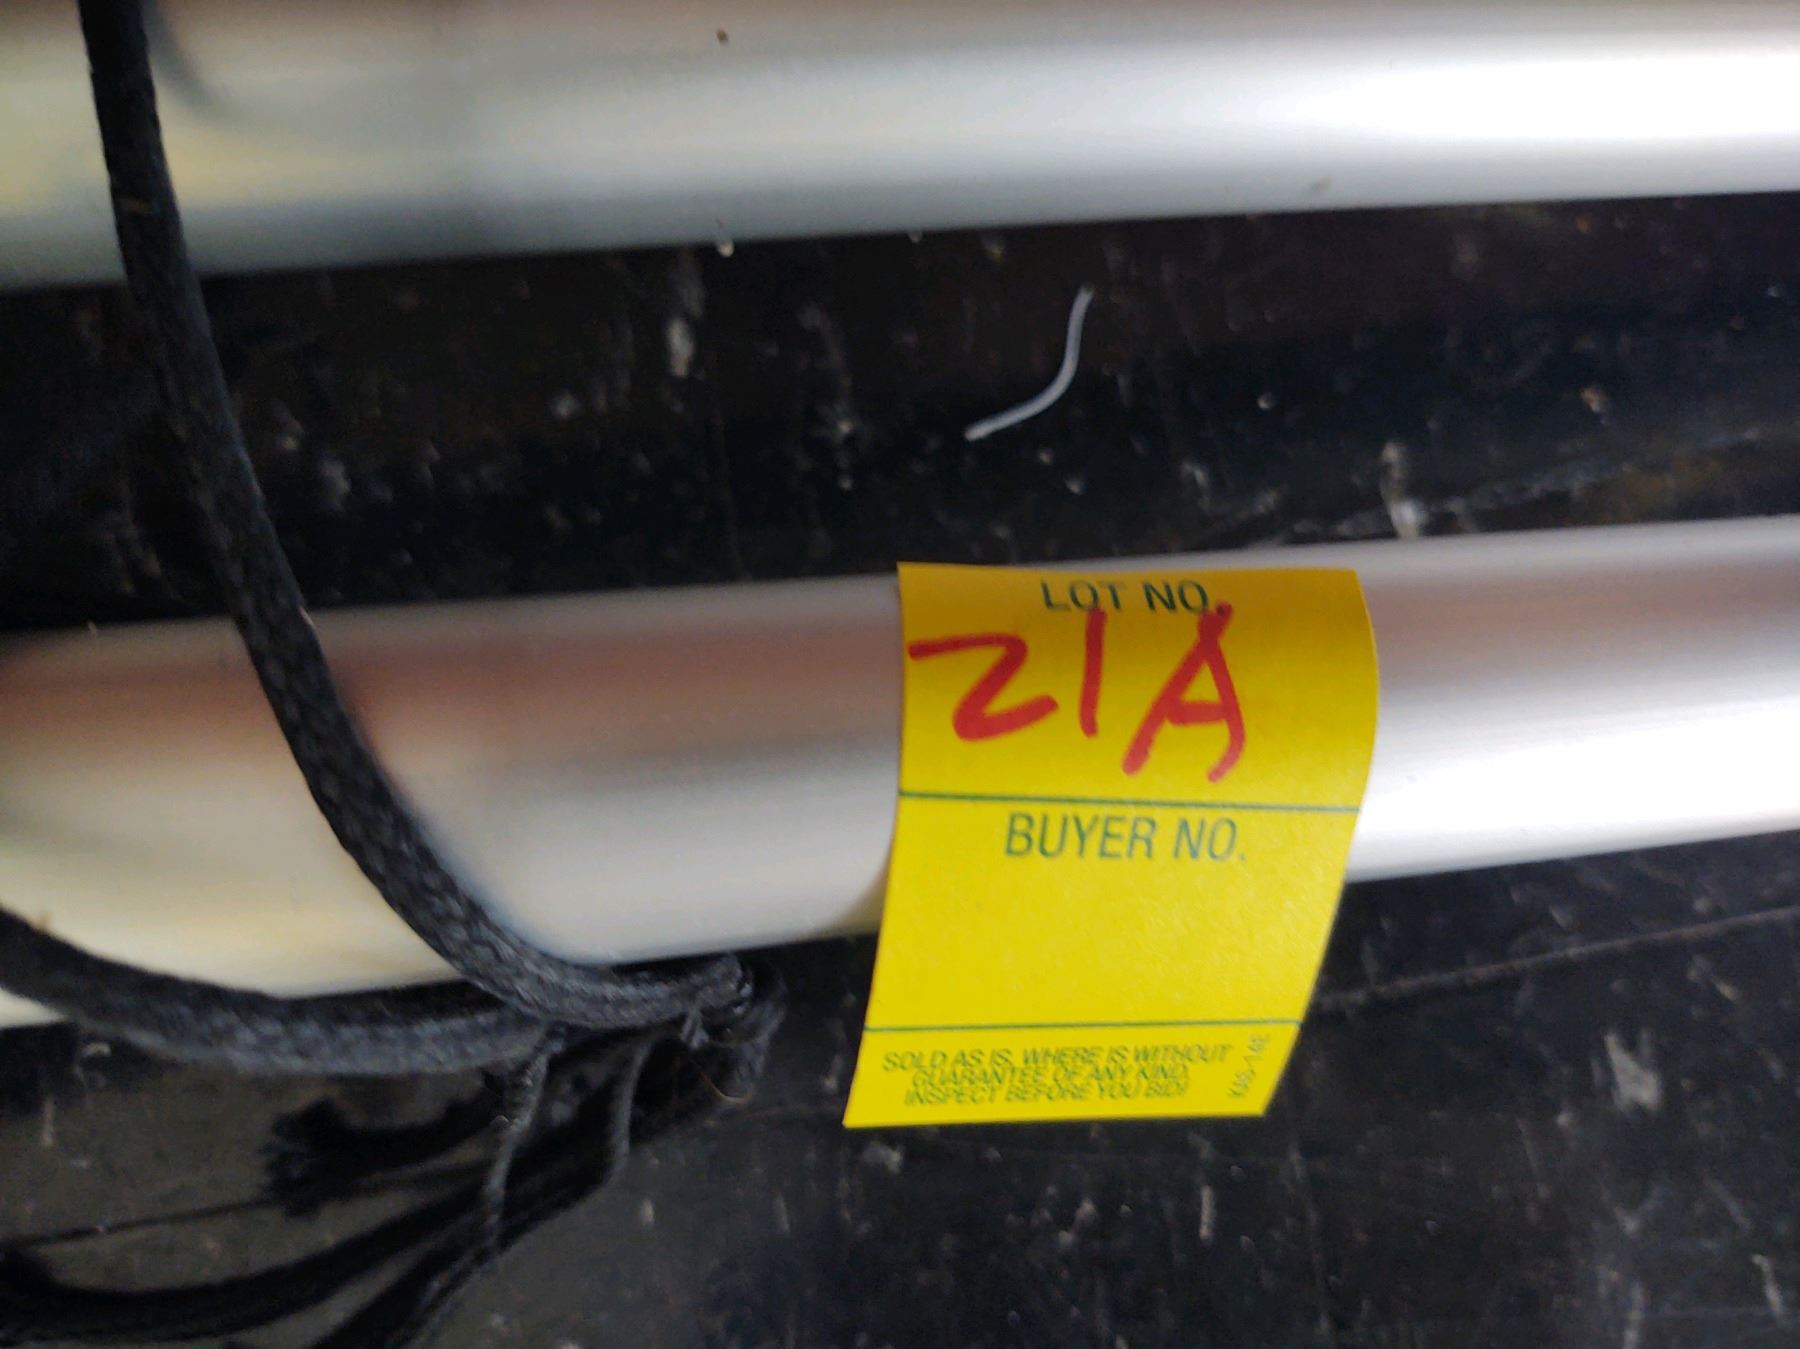 LOT NO.
21A
BUYER NO.
SOLD AS IS, WHERE IS WITHOUT
GUARANTEE OF ANY KIND.
INSPECT BEFORE YOU BID!